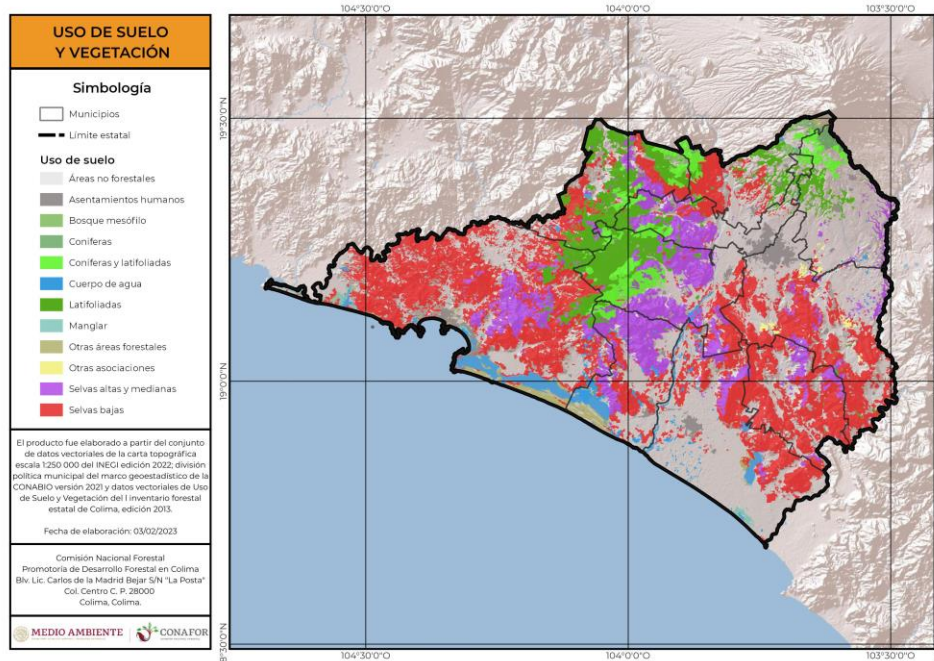 USO DE SUELO
Y VEGETACIÓN
Simbología
Municipios
Límite estatal
Uso de suelo
Áreas no forestales
Asentamientos humanos
Bosque mesófilo
Coniferas
Coníferas y latifoliadas
Cuerpo de agua
Latifoliadas
Manglar
Otras áreas forestales
Otras asociaciones
Selvas altas y medianas
Selvas bajas
El producto fue elaborado a partir del conjunto
de datos vectoriales de la carta topográfica
escala 1:250 000 del INEGI edición 2022; división
política municipal del marco geoestadístico de la
CONABIO versión 2021 y datos vectoriales de Uso
de Suelo y Vegetación del I inventario forestal
estatal de Colima, edición 2013.
Fecha de elaboración: 03/02/2023
Comisión Nacional Forestal
Promotoría de Desarrollo Forestal en Colima
Blv. Lic. Carlos de la Madrid Bejar S/N "La Posta"
Col. Centro C. P. 28000
Colima, Colima.
MEDIO AMBIENTE
CONAFOR
104°30'0"O
104°0'0"O
103°30'0"O
19°30'0"N
19°0'0"N
8°30'0"N
104°30'0"O
104°0'0"O
103°30'0"O